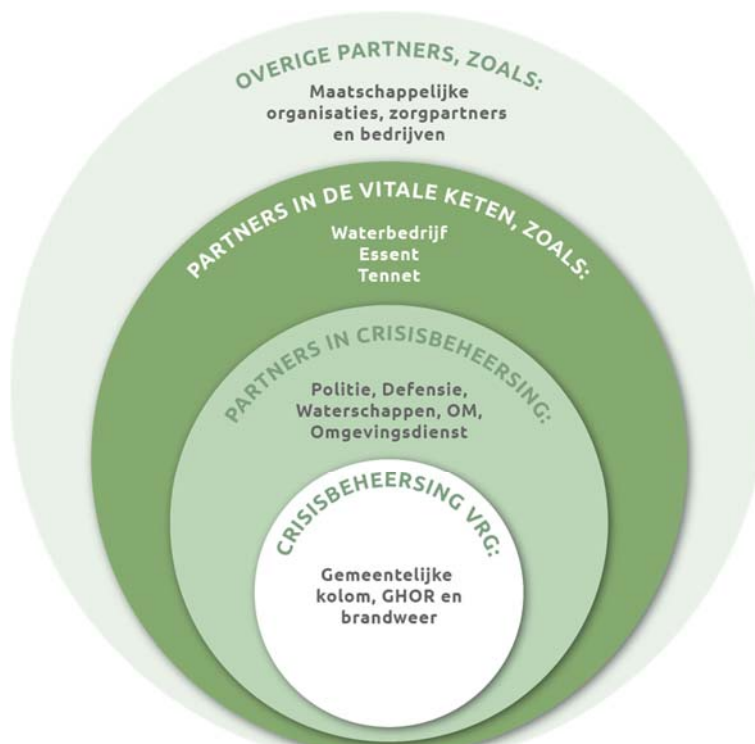 OVERIGE PARTNERS, ZOALS:
Maatschappelijke
organisaties, zorgpartners
en bedrijven
PARTNERS IN DE VITALE KETEN, ZOALS:
Waterbedrijf
Essent
Tennet
PARTNERS IN CRISISBEHEERSING:
Politie, Defensie,
Waterschappen, OM,
Omgevingsdienst
CRISISBEHEERSING VRG:
Gemeentelijke
kolom, GHOR en
brandweer